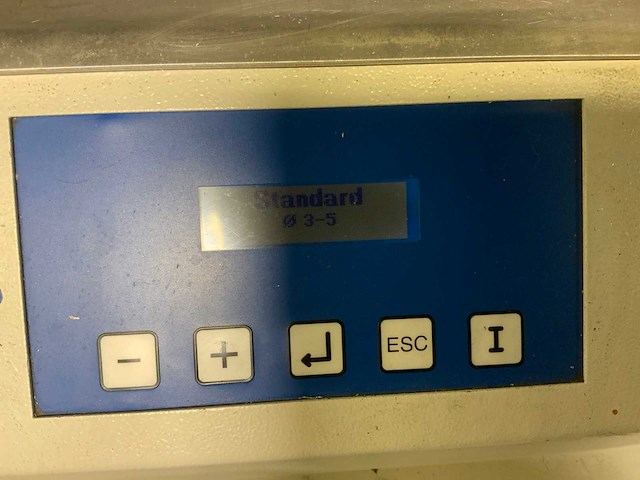 Standard
Ø 3-5
- + ↵ ESC I